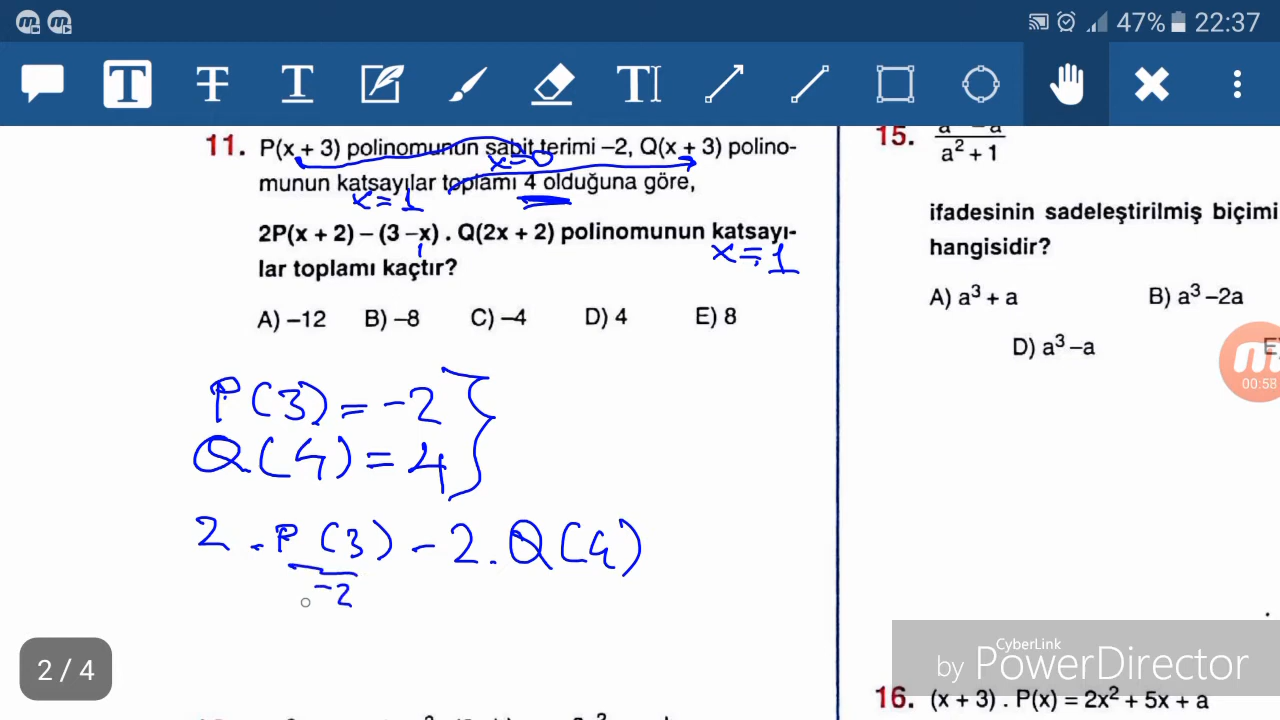 47% 22:37
T T T TI
11. P(x + 3) polinomunun sabit terimi –2, Q(x + 3) polino-
x=0
munun katsayılar toplamı 4 olduğuna göre,
x=1
2P(x + 2) – (3 –x) . Q(2x + 2) polinomunun katsayı-
1
x=1
lar toplamı kaçtır?
A) –12 B) –8 C) –4 D) 4 E) 8
P(3) = -2
Q(4) = 4
2 . P(3) - 2 . Q(4)
-2
15.
a² + 1
ifadesinin sadeleştirilmiş biçimi
hangisidir?
A) a³ + a B) a³ –2a
D) a³ –a E)
00:58
2 / 4
CyberLink
by PowerDirector
16. (x + 3) . P(x) = 2x² + 5x + a